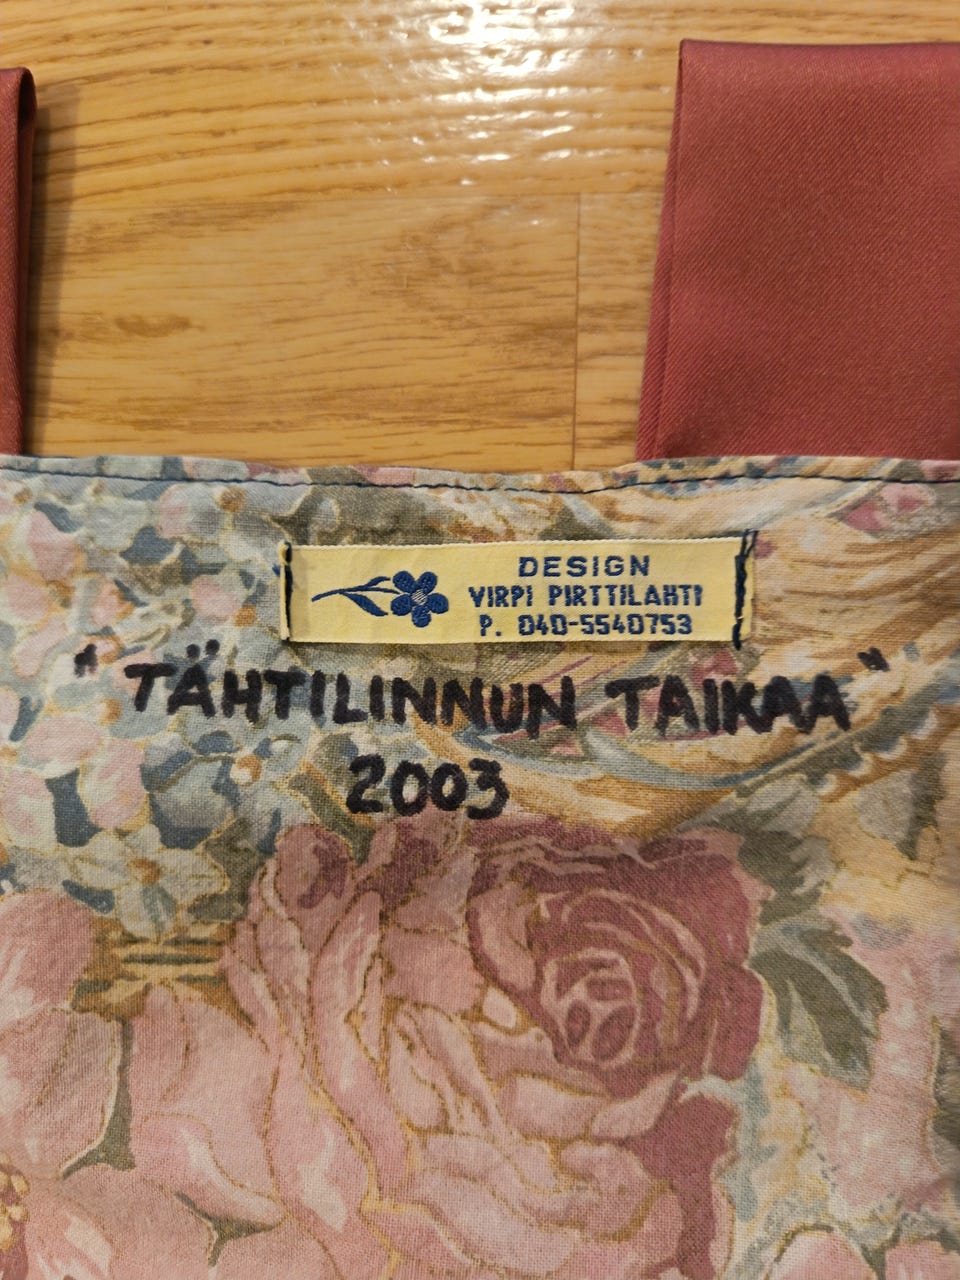 DESIGN
VIRPI PIRTTILAHTI
P. 040-5540753
"TÄHTILINNUN TAIKAA"
2003